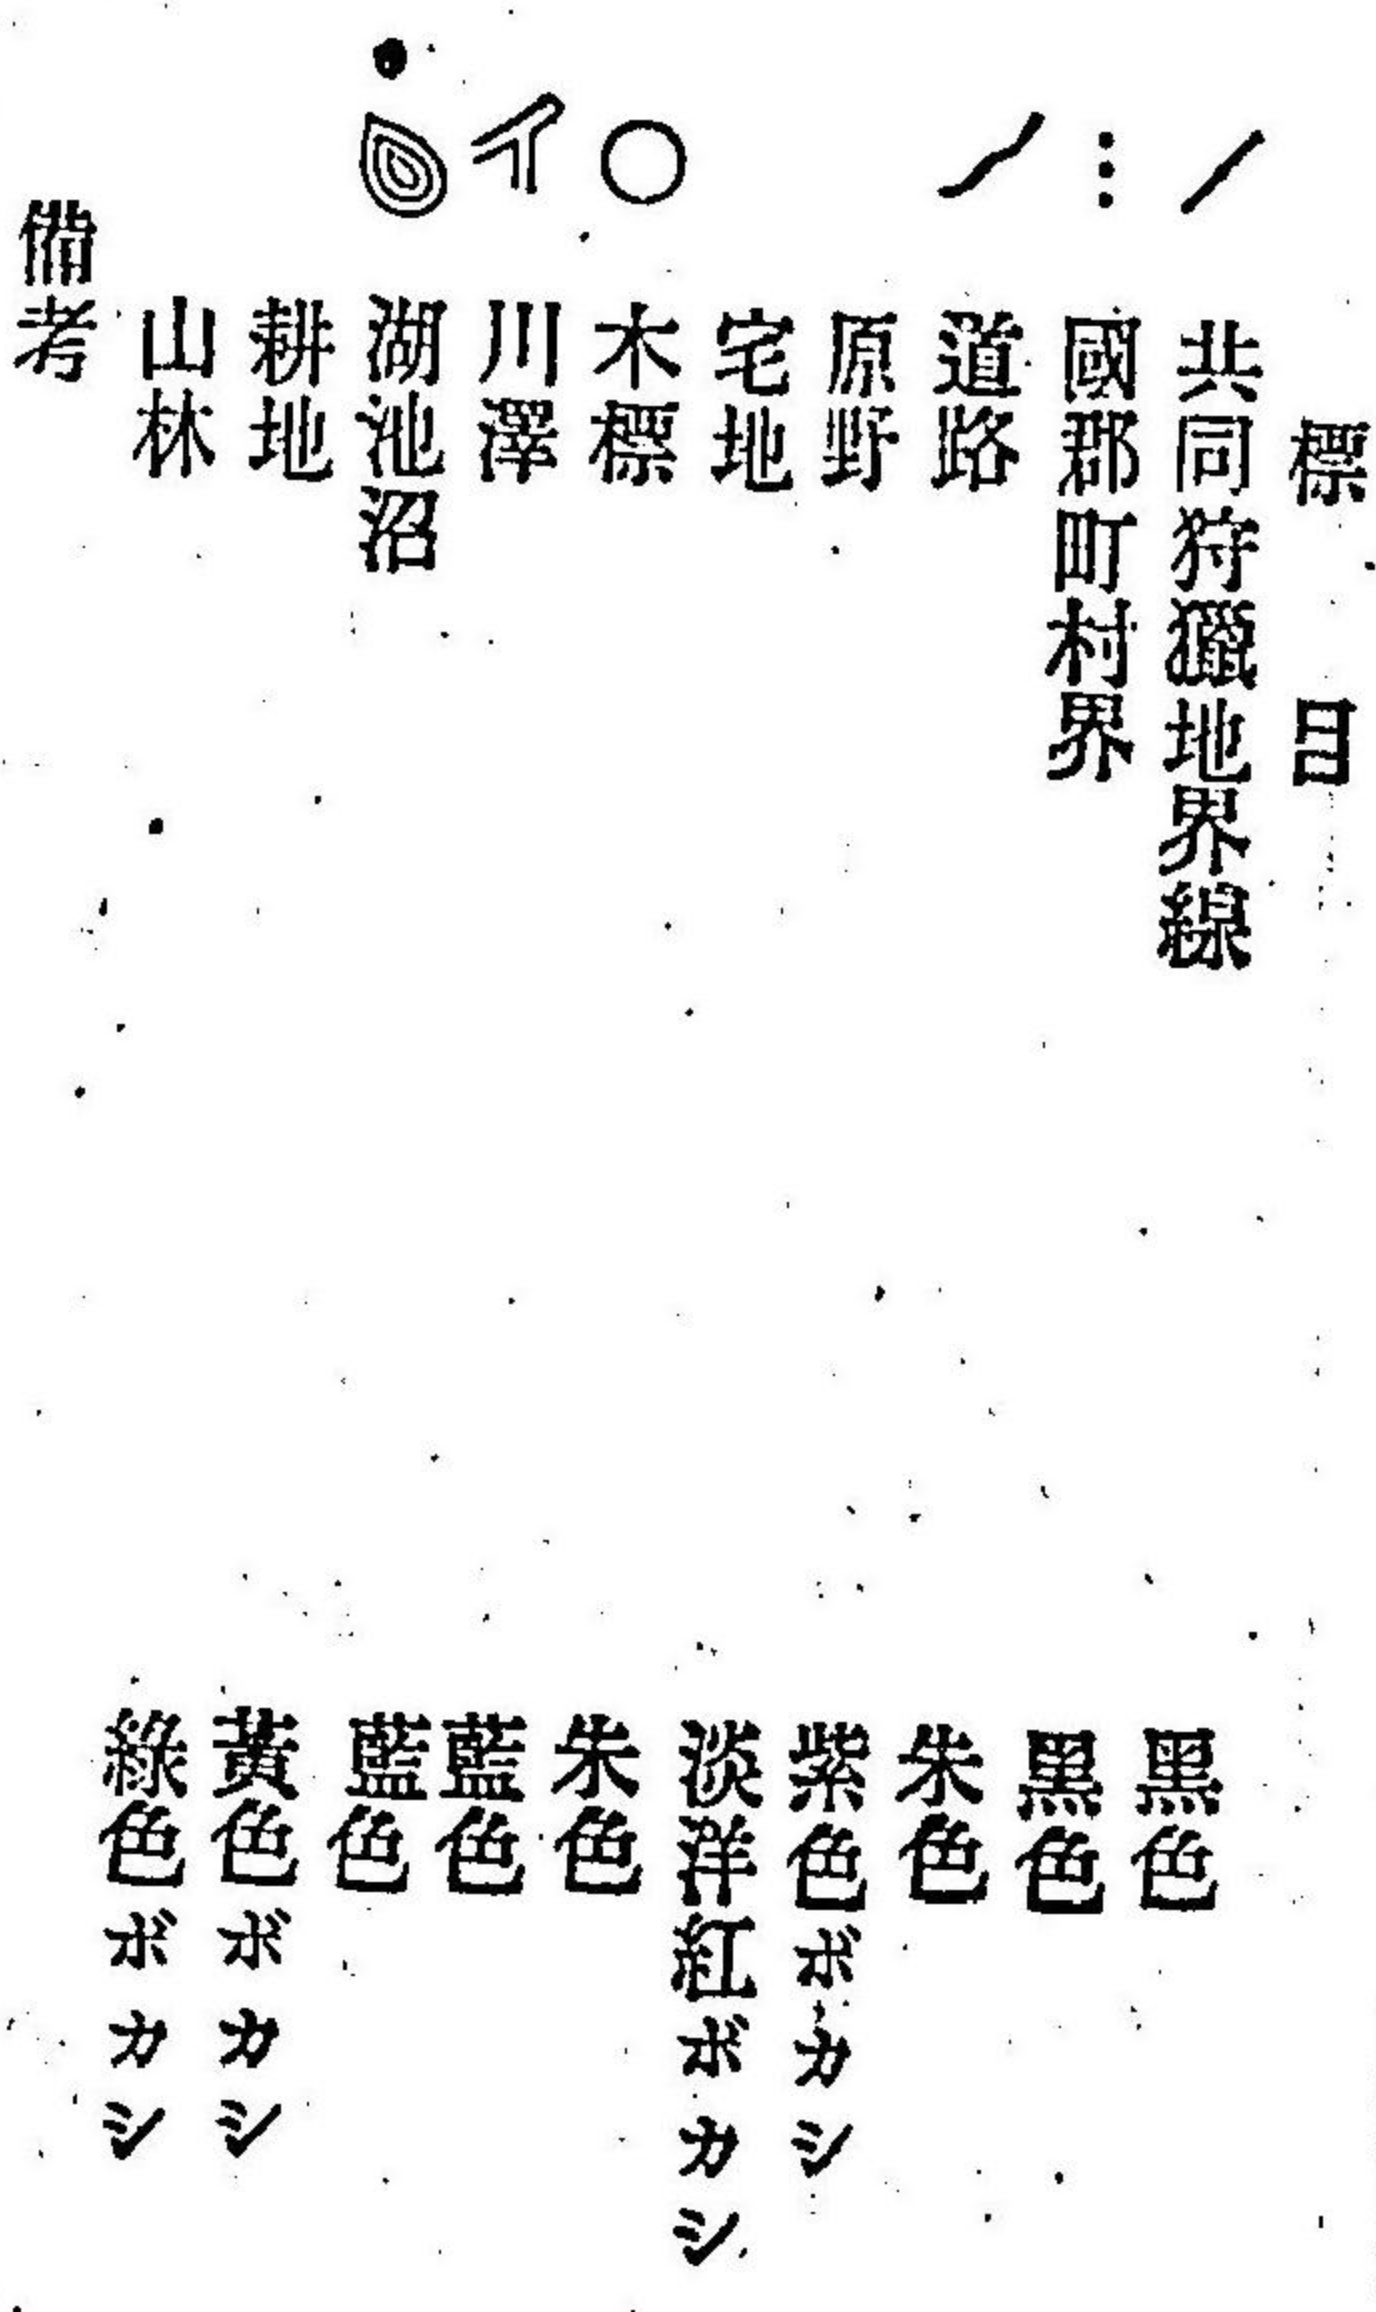 標目
共同狩獵地界線 黑色
國郡町村界 黑色
道路 朱色
原野 紫色ボカシ
宅地 淡洋紅ボカシ
木標 朱色
川澤 藍色
湖池沼 藍色
耕地 黃色ボカシ
山林 綠色ボカシ
備考